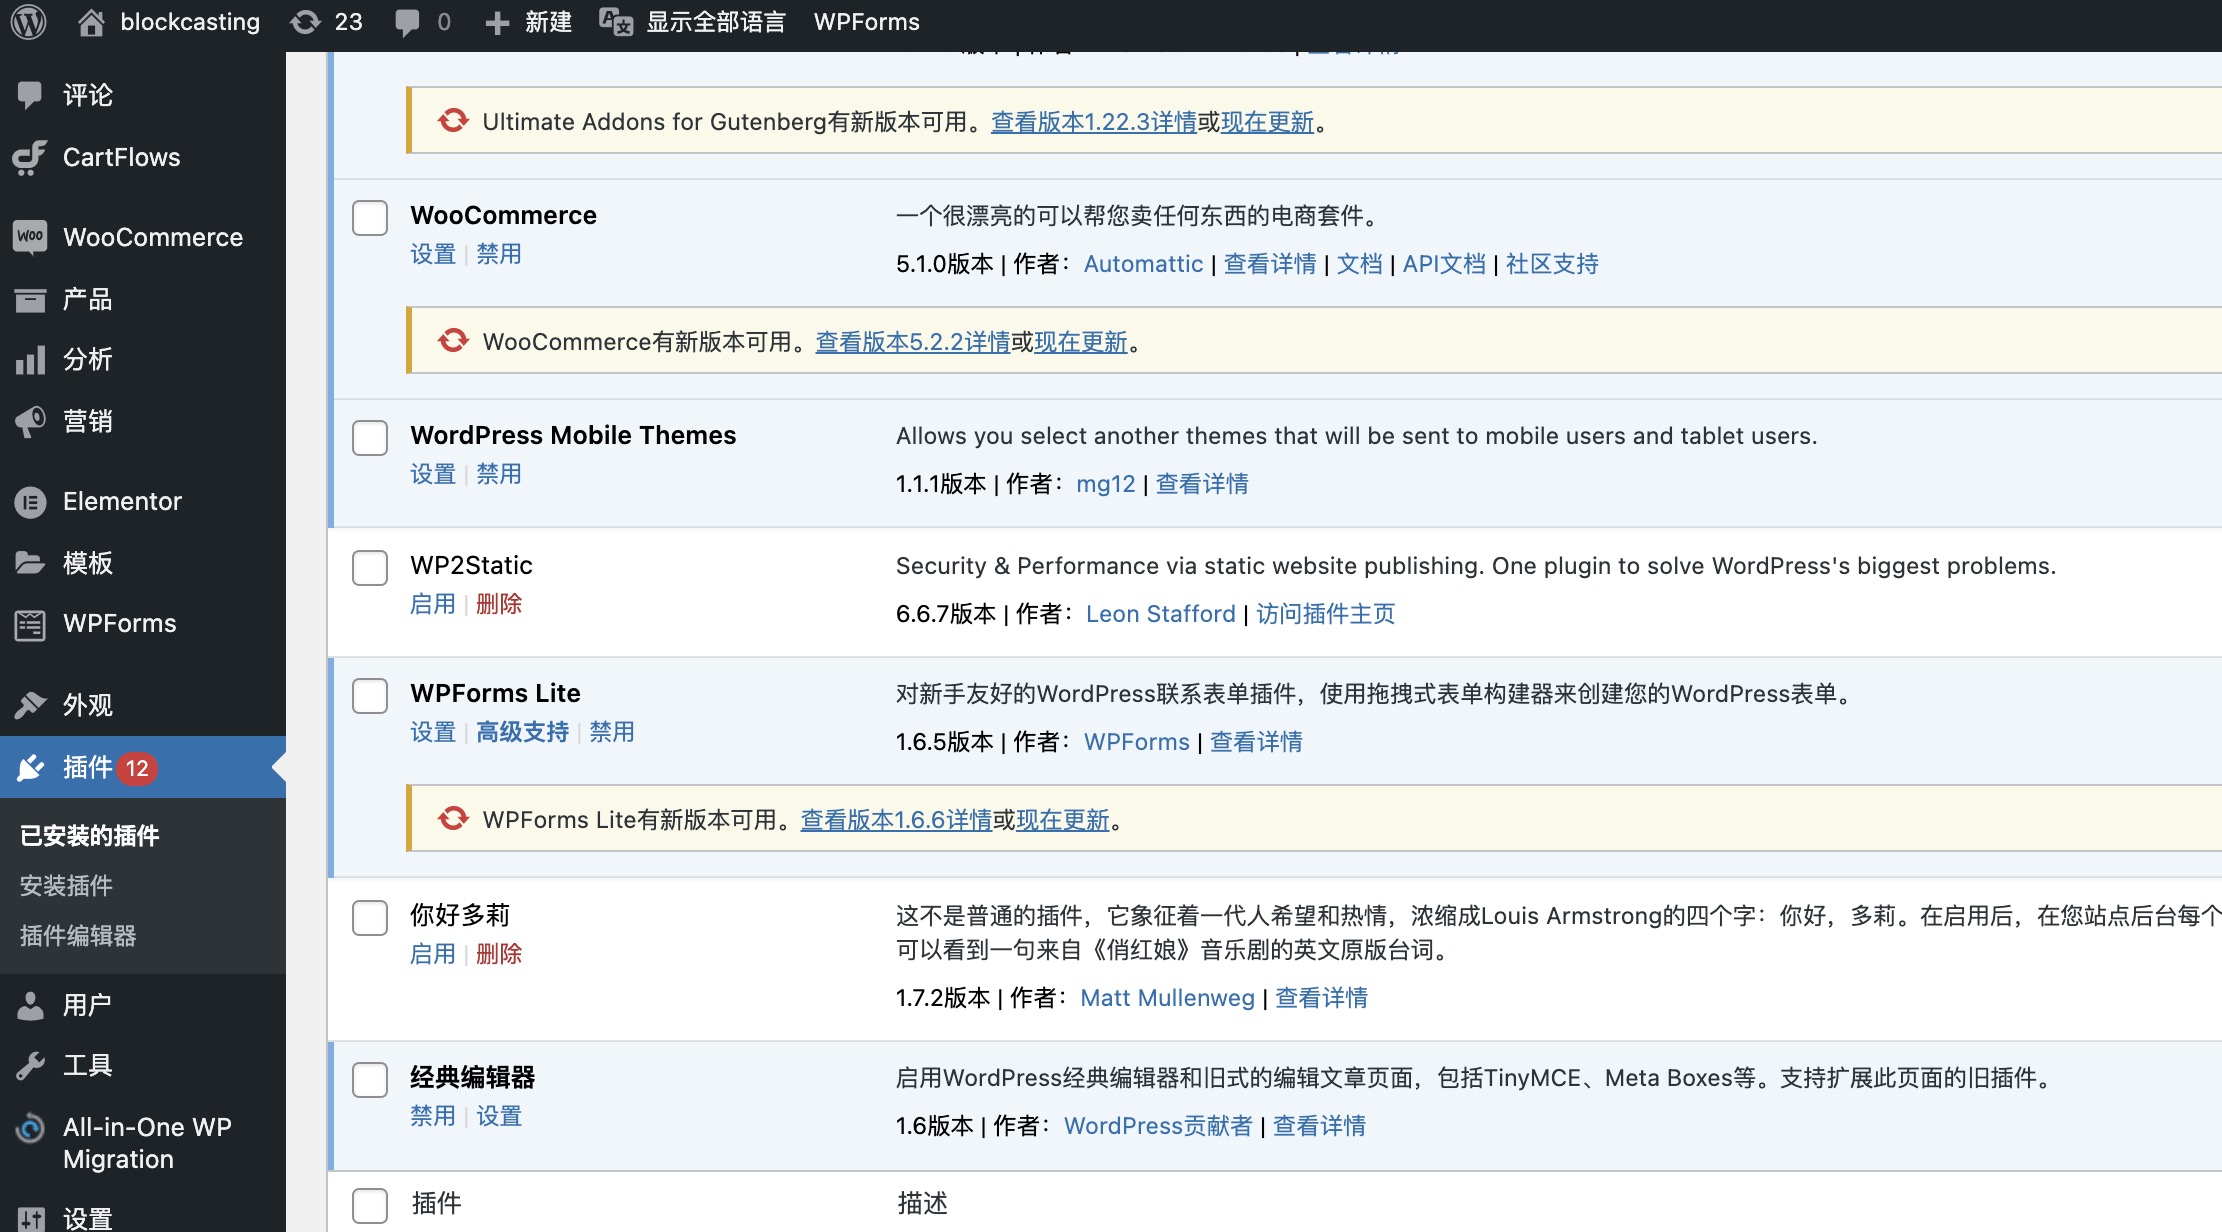 blockcasting 23 0 新建 显示全部语言 WPForms
评论
CartFlows
WooCommerce
产品
分析
营销
Elementor
模板
WPForms
外观
插件 12
已安装的插件
安装插件
插件编辑器
用户
工具
All-in-One WP
Migration
设置
查看详情
Ultimate Addons for Gutenberg有新版本可用。查看版本1.22.3详情或现在更新。
WooCommerce
设置 | 禁用
一个很漂亮的可以帮您卖任何东西的电商套件。
5.1.0版本 | 作者：Automattic | 查看详情 | 文档 | API文档 | 社区支持
WooCommerce有新版本可用。查看版本5.2.2详情或现在更新。
WordPress Mobile Themes
设置 | 禁用
Allows you select another themes that will be sent to mobile users and tablet users.
1.1.1版本 | 作者：mg12 | 查看详情
WP2Static
启用 | 删除
Security & Performance via static website publishing. One plugin to solve WordPress's biggest problems.
6.6.7版本 | 作者：Leon Stafford | 访问插件主页
WPForms Lite
设置 | 高级支持 | 禁用
对新手友好的WordPress联系表单插件，使用拖拽式表单构建器来创建您的WordPress表单。
1.6.5版本 | 作者：WPForms | 查看详情
WPForms Lite有新版本可用。查看版本1.6.6详情或现在更新。
你好多莉
启用 | 删除
这不是普通的插件，它象征着一代人希望和热情，浓缩成Louis Armstrong的四个字：你好，多莉。在启用后，在您站点后台每个
可以看到一句来自《俏红娘》音乐剧的英文原版台词。
1.7.2版本 | 作者：Matt Mullenweg | 查看详情
经典编辑器
禁用 | 设置
启用WordPress经典编辑器和旧式的编辑文章页面，包括TinyMCE、Meta Boxes等。支持扩展此页面的旧插件。
1.6版本 | 作者：WordPress贡献者 | 查看详情
插件
描述